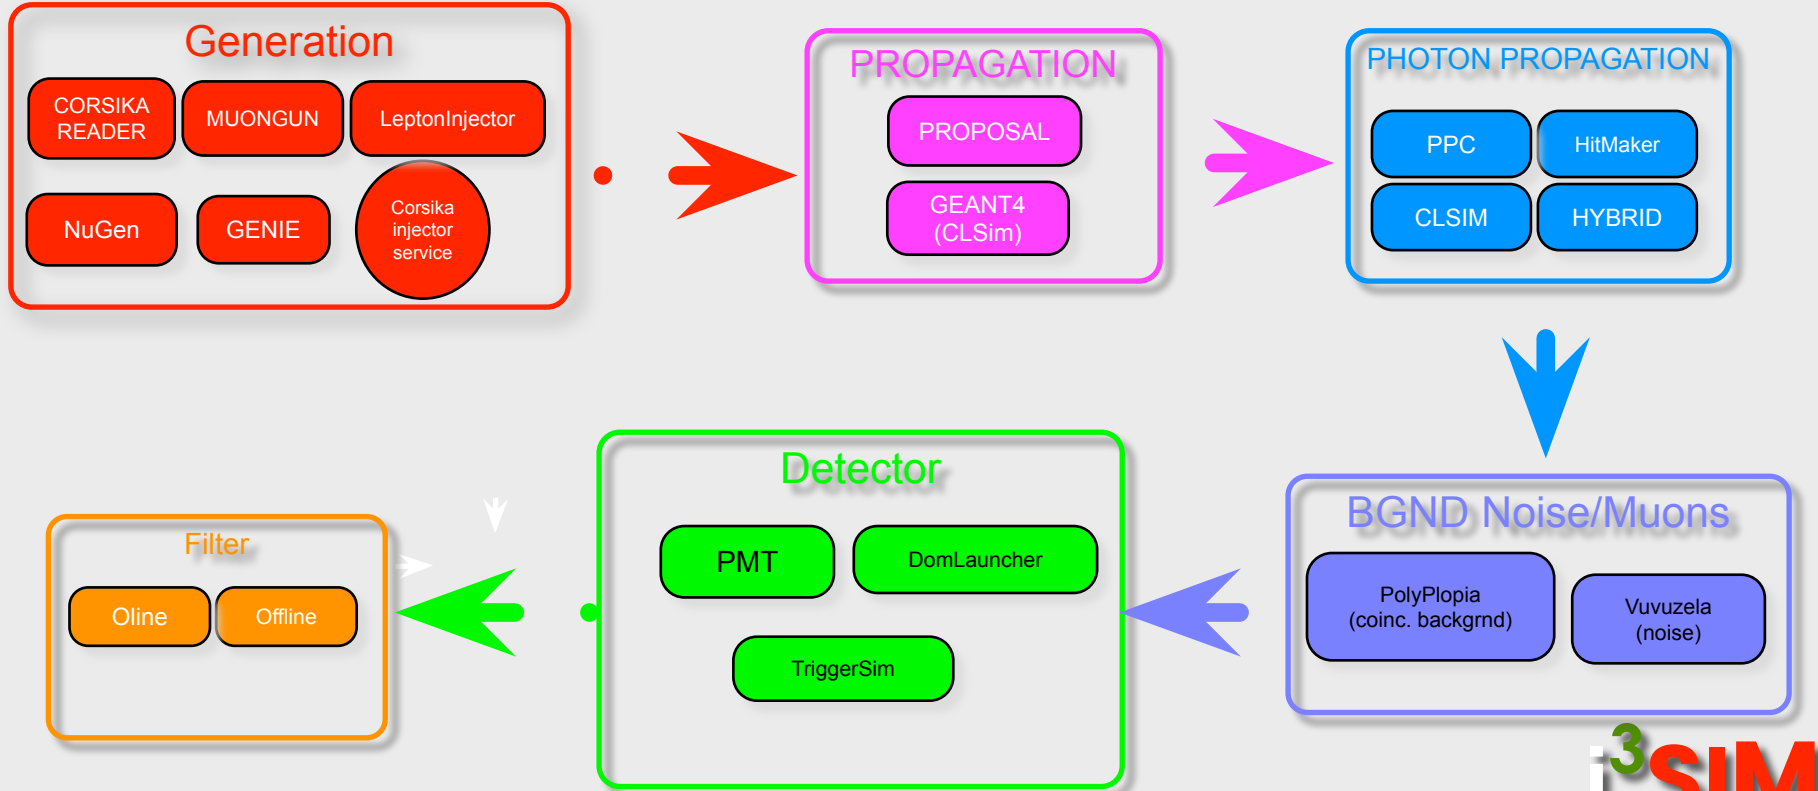 Generation
CORSIKA
READER
MUONGUN
LeptonInjector
NuGen
GENIE
Corsika
injector
service
PROPAGATION
PROPOSAL
GEANT4
(CLSim)
PHOTON PROPAGATION
PPC
HitMaker
CLSIM
HYBRID
Filter
Oline
Offline
Detector
PMT
DomLauncher
TriggerSim
BGND Noise/Muons
PolyPlopia
(coinc. backgrnd)
Vuvuzela
(noise)
i3SIM